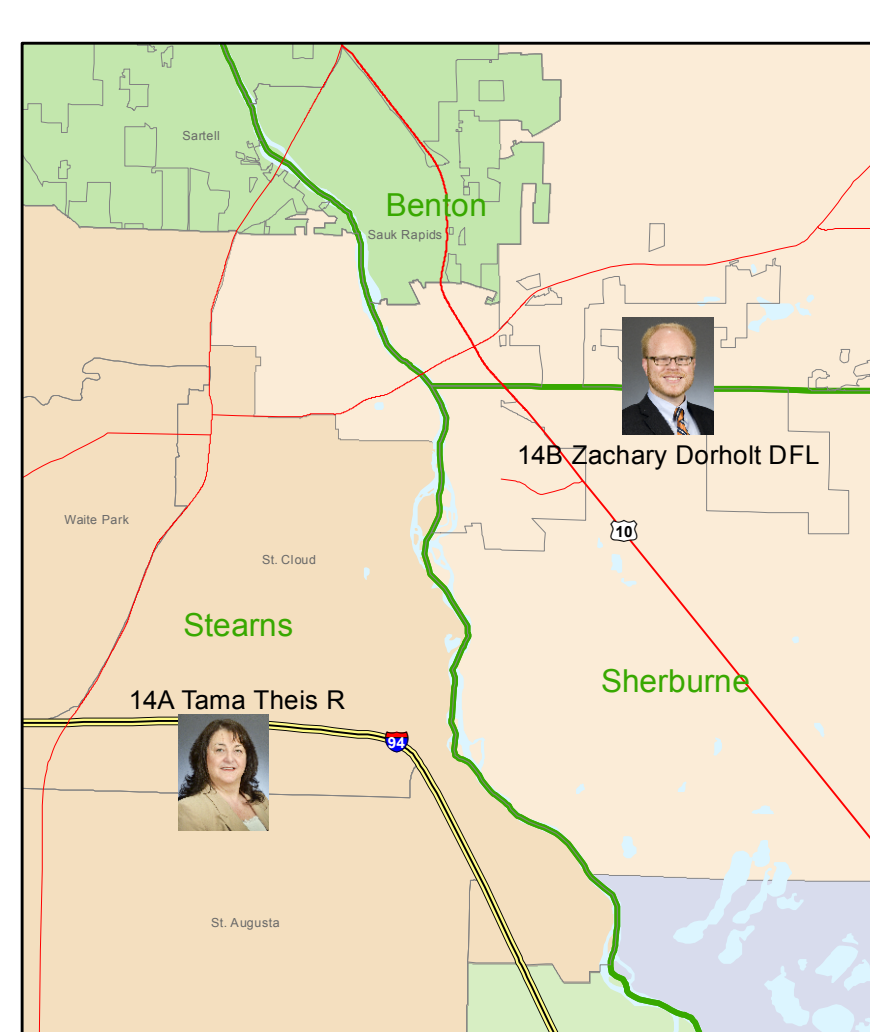 Sartell
Benton
Sauk Rapids
14B Zachary Dorholt DFL
Waite Park
10
St. Cloud
Stearns
Sherburne
14A Tama Theis R
94
St. Augusta